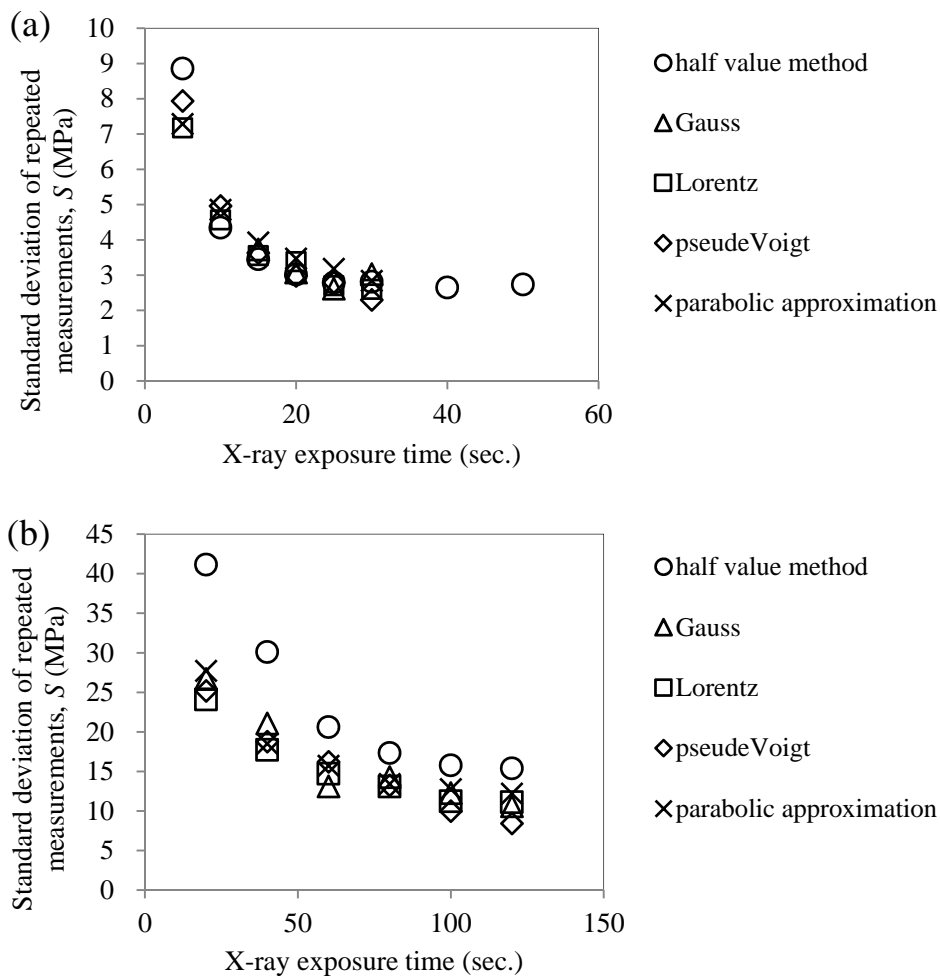 (a)
Standard deviation of repeated
measurements, S (MPa)
10
9
8
7
6
5
4
3
2
1
0
0 20 40 60
X-ray exposure time (sec.)
half value method
Gauss
Lorentz
pseudeVoigt
parabolic approximation
(b)
Standard deviation of repeated
measurements, S (MPa)
45
40
35
30
25
20
15
10
5
0
0 50 100 150
X-ray exposure time (sec.)
half value method
Gauss
Lorentz
pseudeVoigt
parabolic approximation